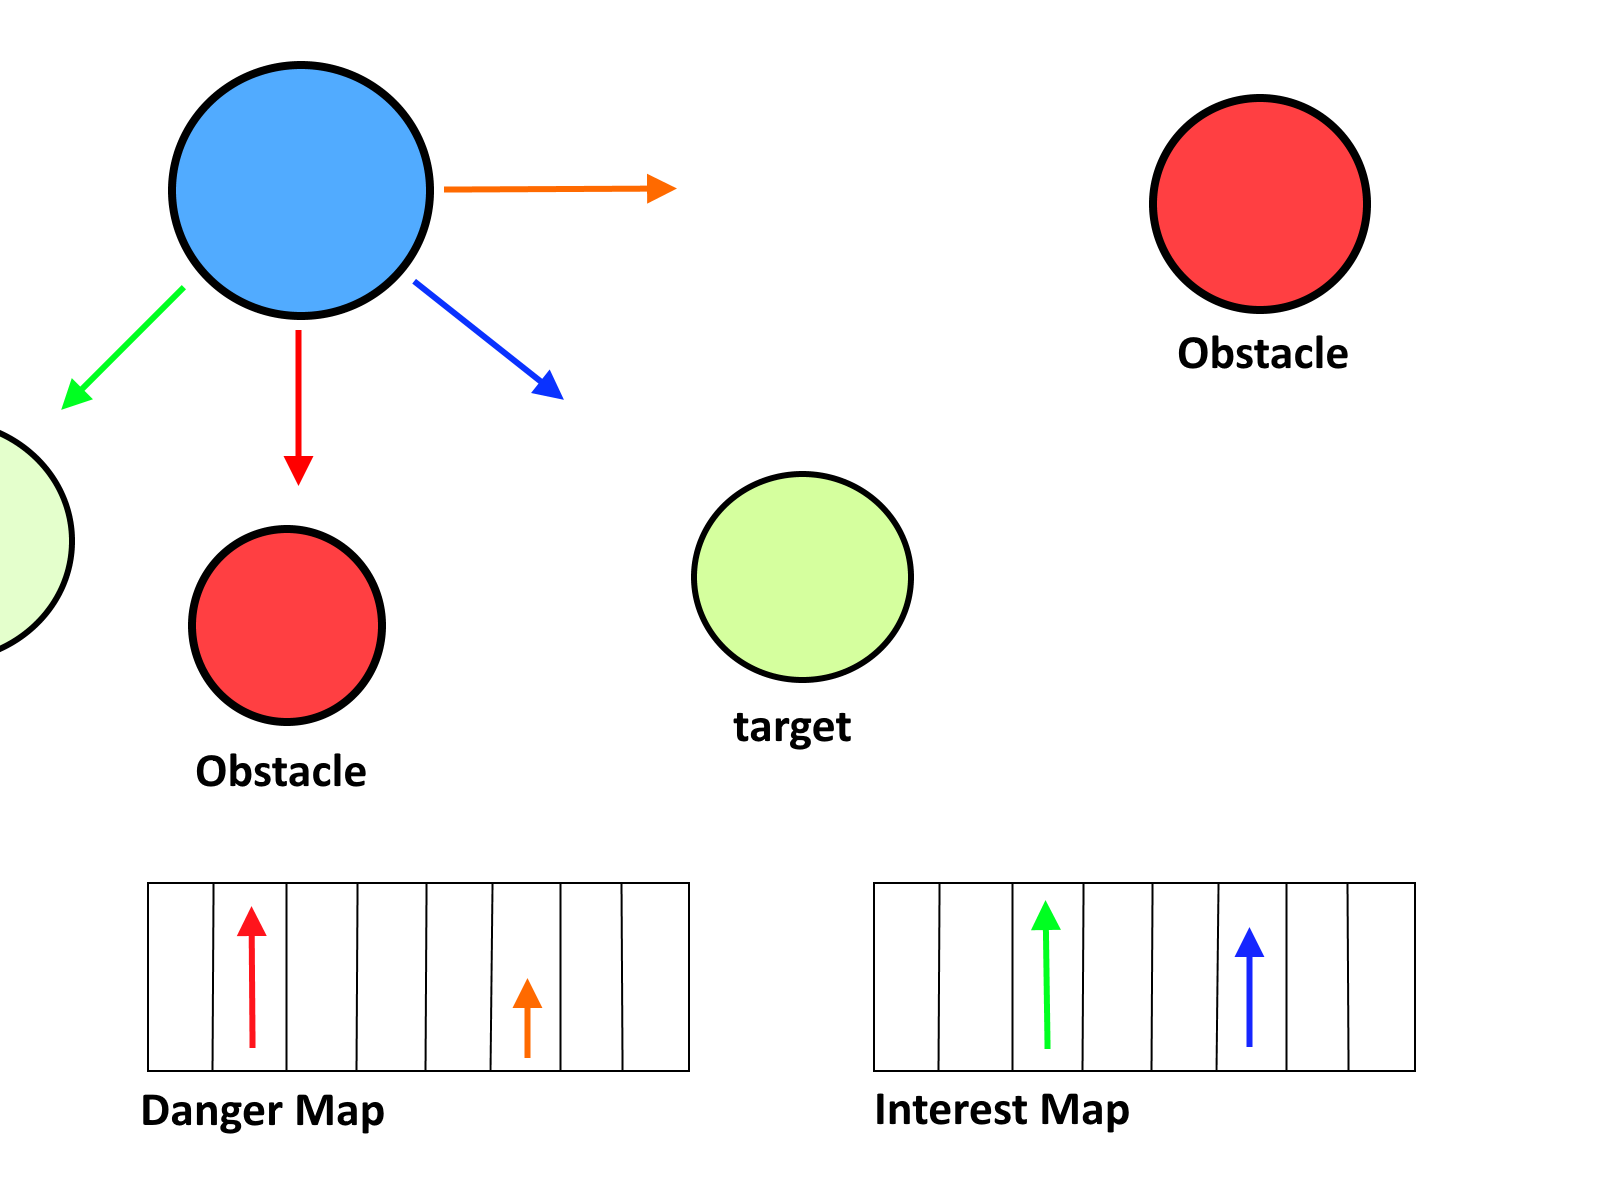 Obstacle
target
Obstacle
Danger Map
Interest Map